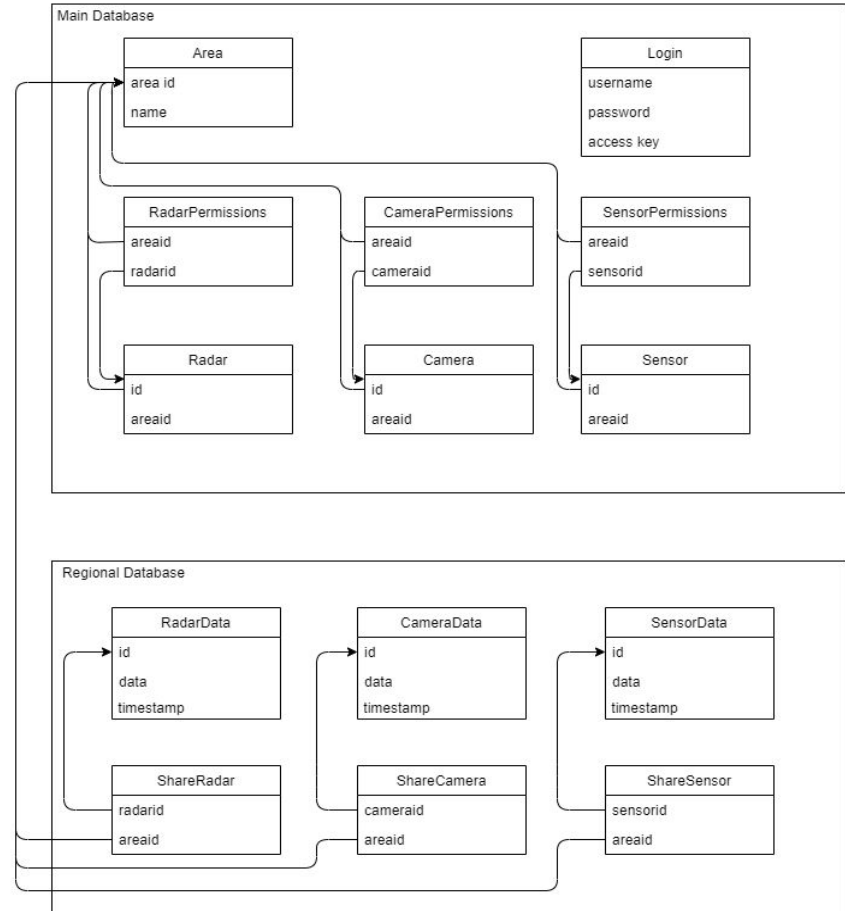 Main Database
Area
area id
name
Login
username
password
access key
RadarPermissions
areaid
radarid
CameraPermissions
areaid
cameraid
SensorPermissions
areaid
sensorid
Radar
id
areaid
Camera
id
areaid
Sensor
id
areaid
Regional Database
RadarData
id
data
timestamp
CameraData
id
data
timestamp
SensorData
id
data
timestamp
ShareRadar
radarid
areaid
ShareCamera
cameraid
areaid
ShareSensor
sensorid
areaid